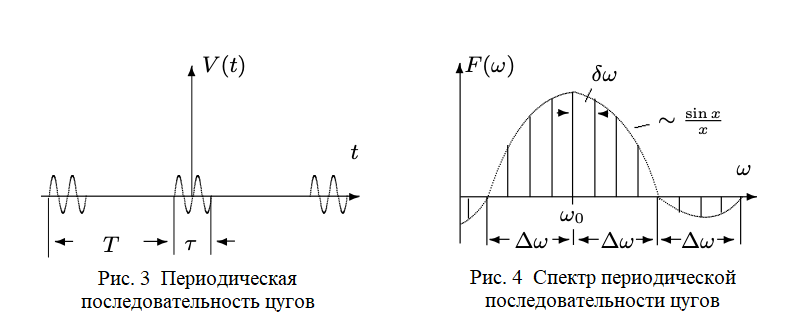 V(t)
t
T
τ
Рис. 3 Периодическая
последовательность цугов
F(ω)
δω
~ sin x / x
ω
ω₀
Δω
Δω
Δω
Рис. 4 Спектр периодической
последовательности цугов